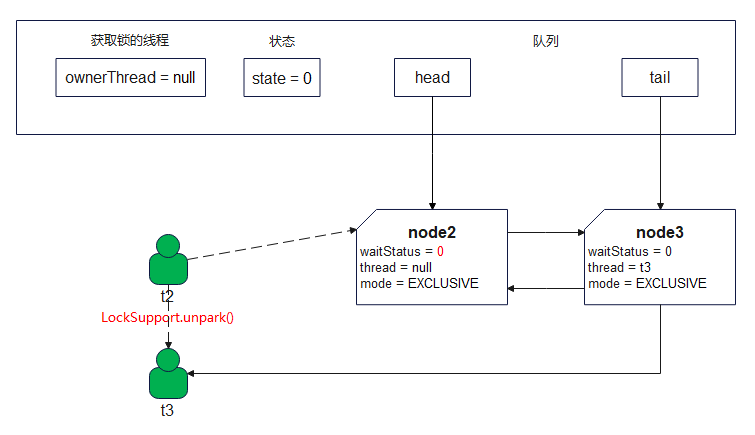 获取锁的线程
状态
队列
ownerThread = null
state = 0
head
tail
node2
waitStatus = 0
thread = null
mode = EXCLUSIVE
node3
waitStatus = 0
thread = t3
mode = EXCLUSIVE
t2
LockSupport.unpark()
t3